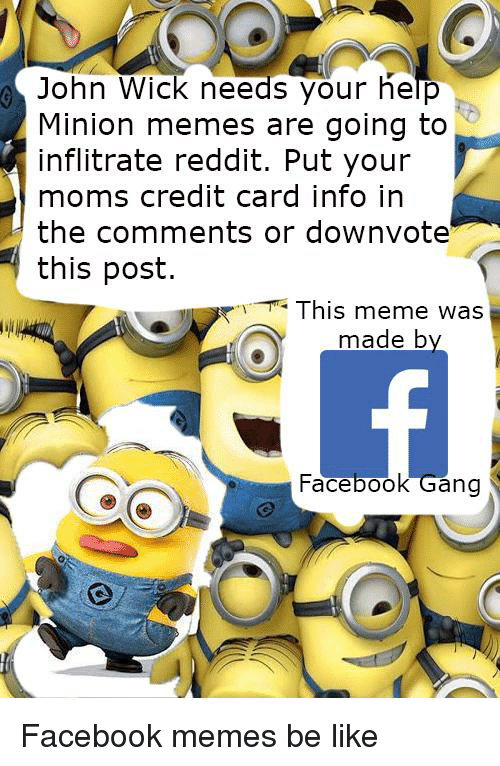 John Wick needs your help
Minion memes are going to
inflitrate reddit. Put your
moms credit card info in
the comments or downvote
this post.
This meme was
made by
f
Facebook Gang
Facebook memes be like